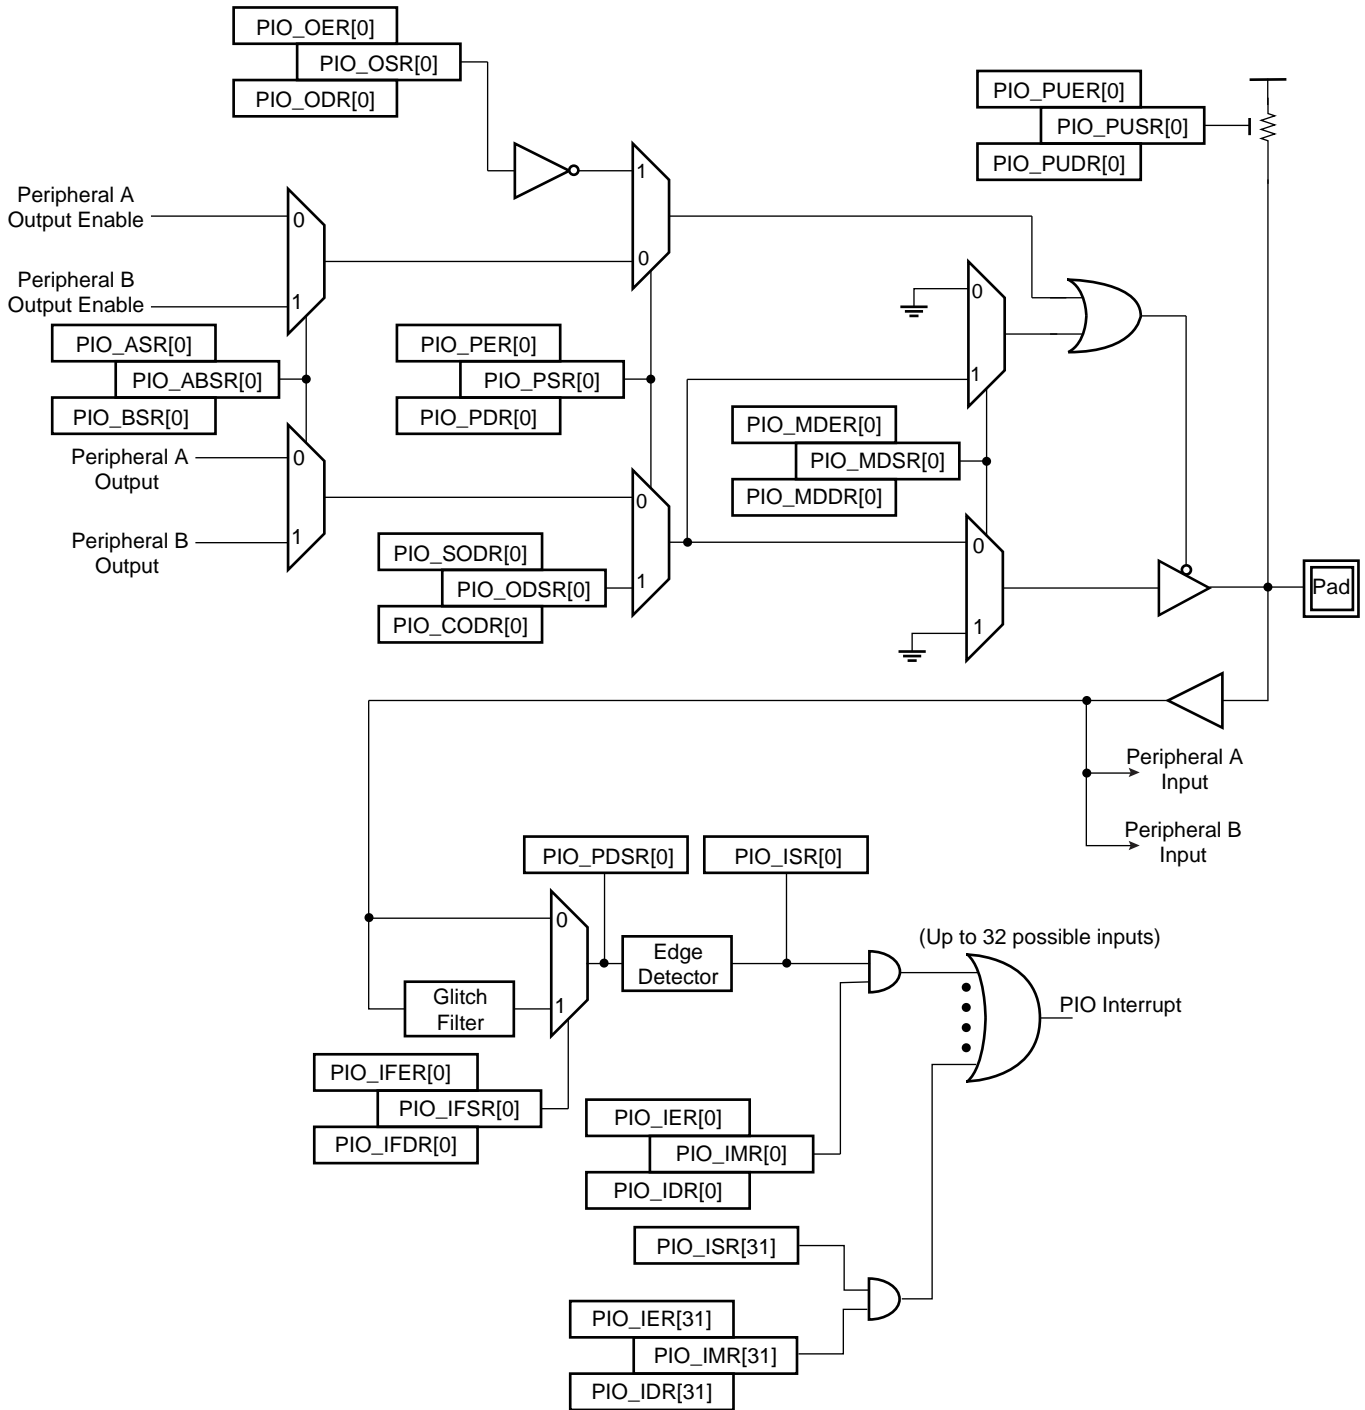 PIO_OER[0]
PIO_OSR[0]
PIO_ODR[0]
PIO_PUER[0]
PIO_PUSR[0]
PIO_PUDR[0]
1
0
Peripheral A
Output Enable
0
Peripheral B
Output Enable
1
PIO_ASR[0]
PIO_ABSR[0]
PIO_BSR[0]
PIO_PER[0]
PIO_PSR[0]
PIO_PDR[0]
0
1
PIO_MDER[0]
PIO_MDSR[0]
PIO_MDDR[0]
Peripheral A
Output
0
Peripheral B
Output
1
0
1
PIO_SODR[0]
PIO_ODSR[0]
PIO_CODR[0]
0
1
Pad
Peripheral A
Input
Peripheral B
Input
PIO_PDSR[0]
PIO_ISR[0]
0
1
Edge
Detector
Glitch
Filter
(Up to 32 possible inputs)
PIO Interrupt
PIO_IFER[0]
PIO_IFSR[0]
PIO_IFDR[0]
PIO_IER[0]
PIO_IMR[0]
PIO_IDR[0]
PIO_ISR[31]
PIO_IER[31]
PIO_IMR[31]
PIO_IDR[31]